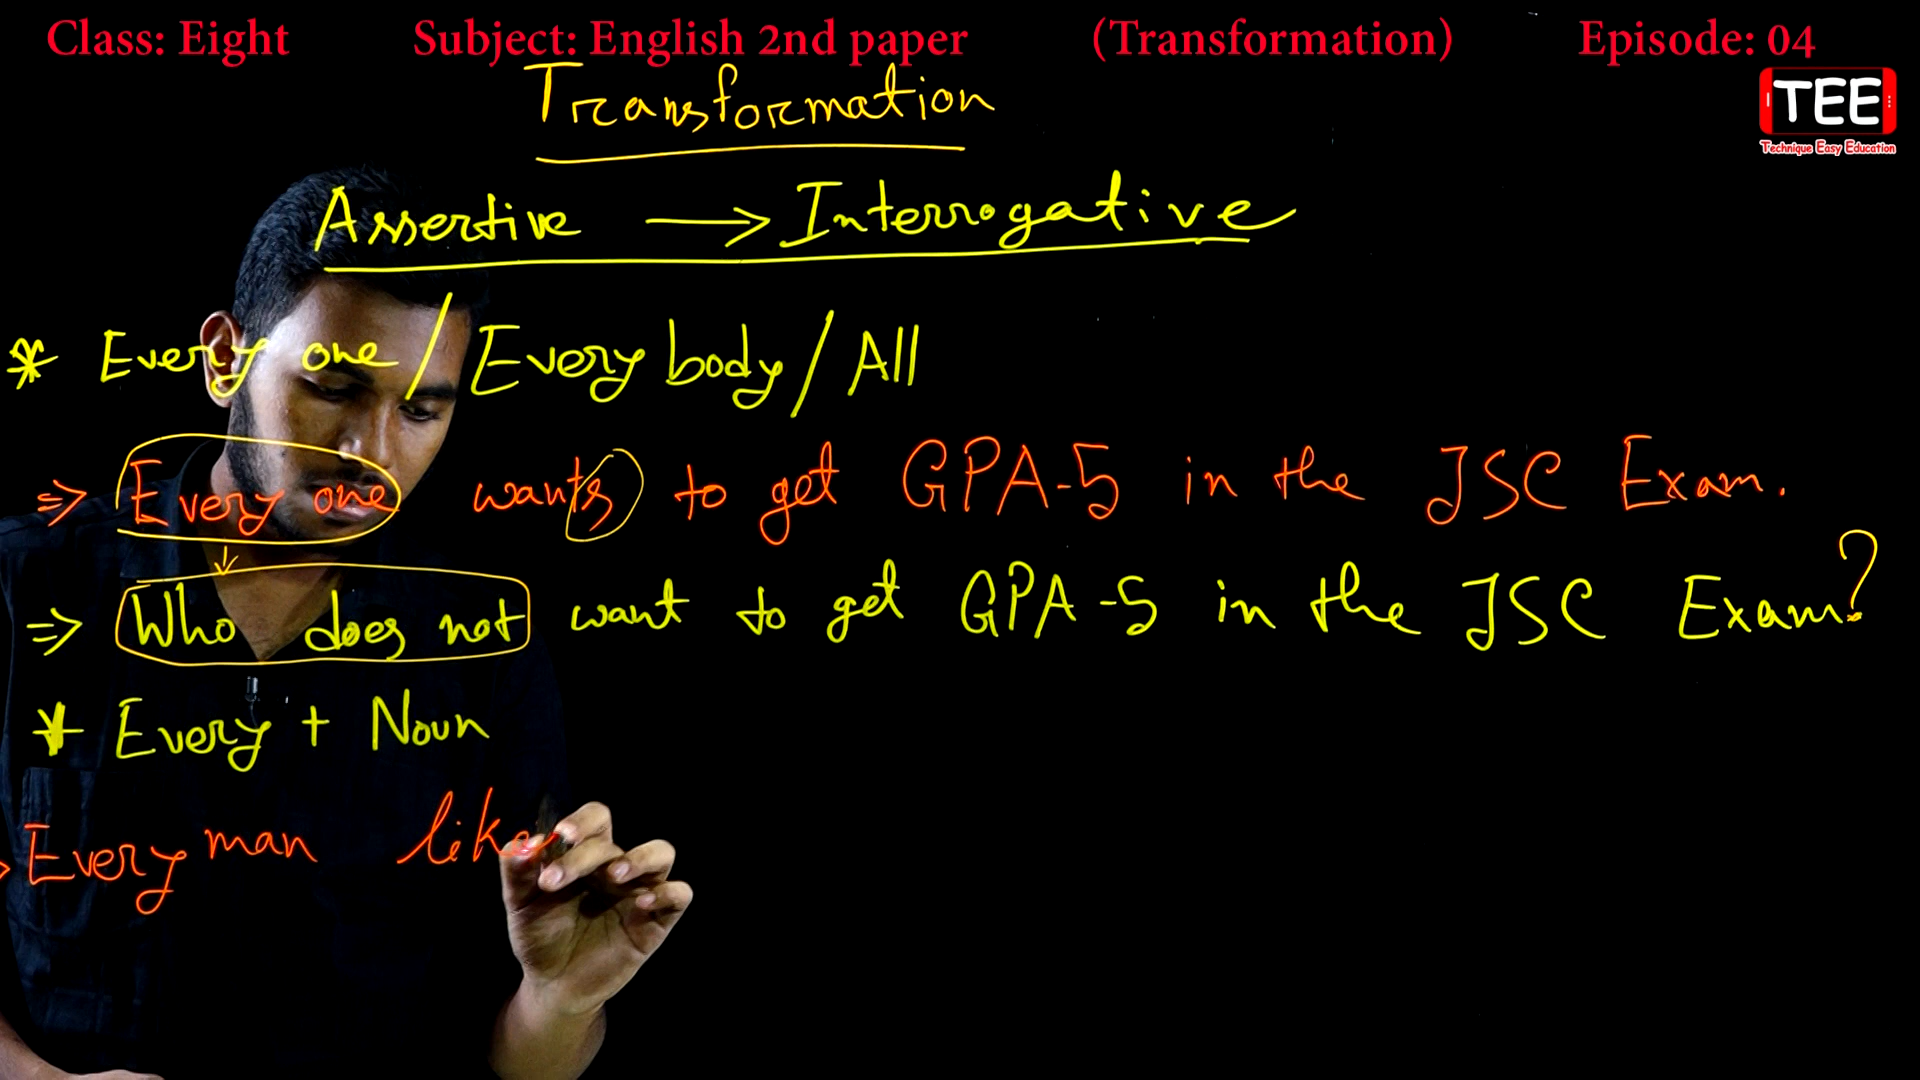 Class: Eight Subject: English 2nd paper (Transformation) Episode: 04
TEE
Technique Easy Education
Transformation
Assertive → Interrogative
* Every one / Every body / All
⇒ Every one wants to get GPA-5 in the JSC Exam.
⇒ Who does not want to get GPA-5 in the JSC Exam?
* Every + Noun
Every man like